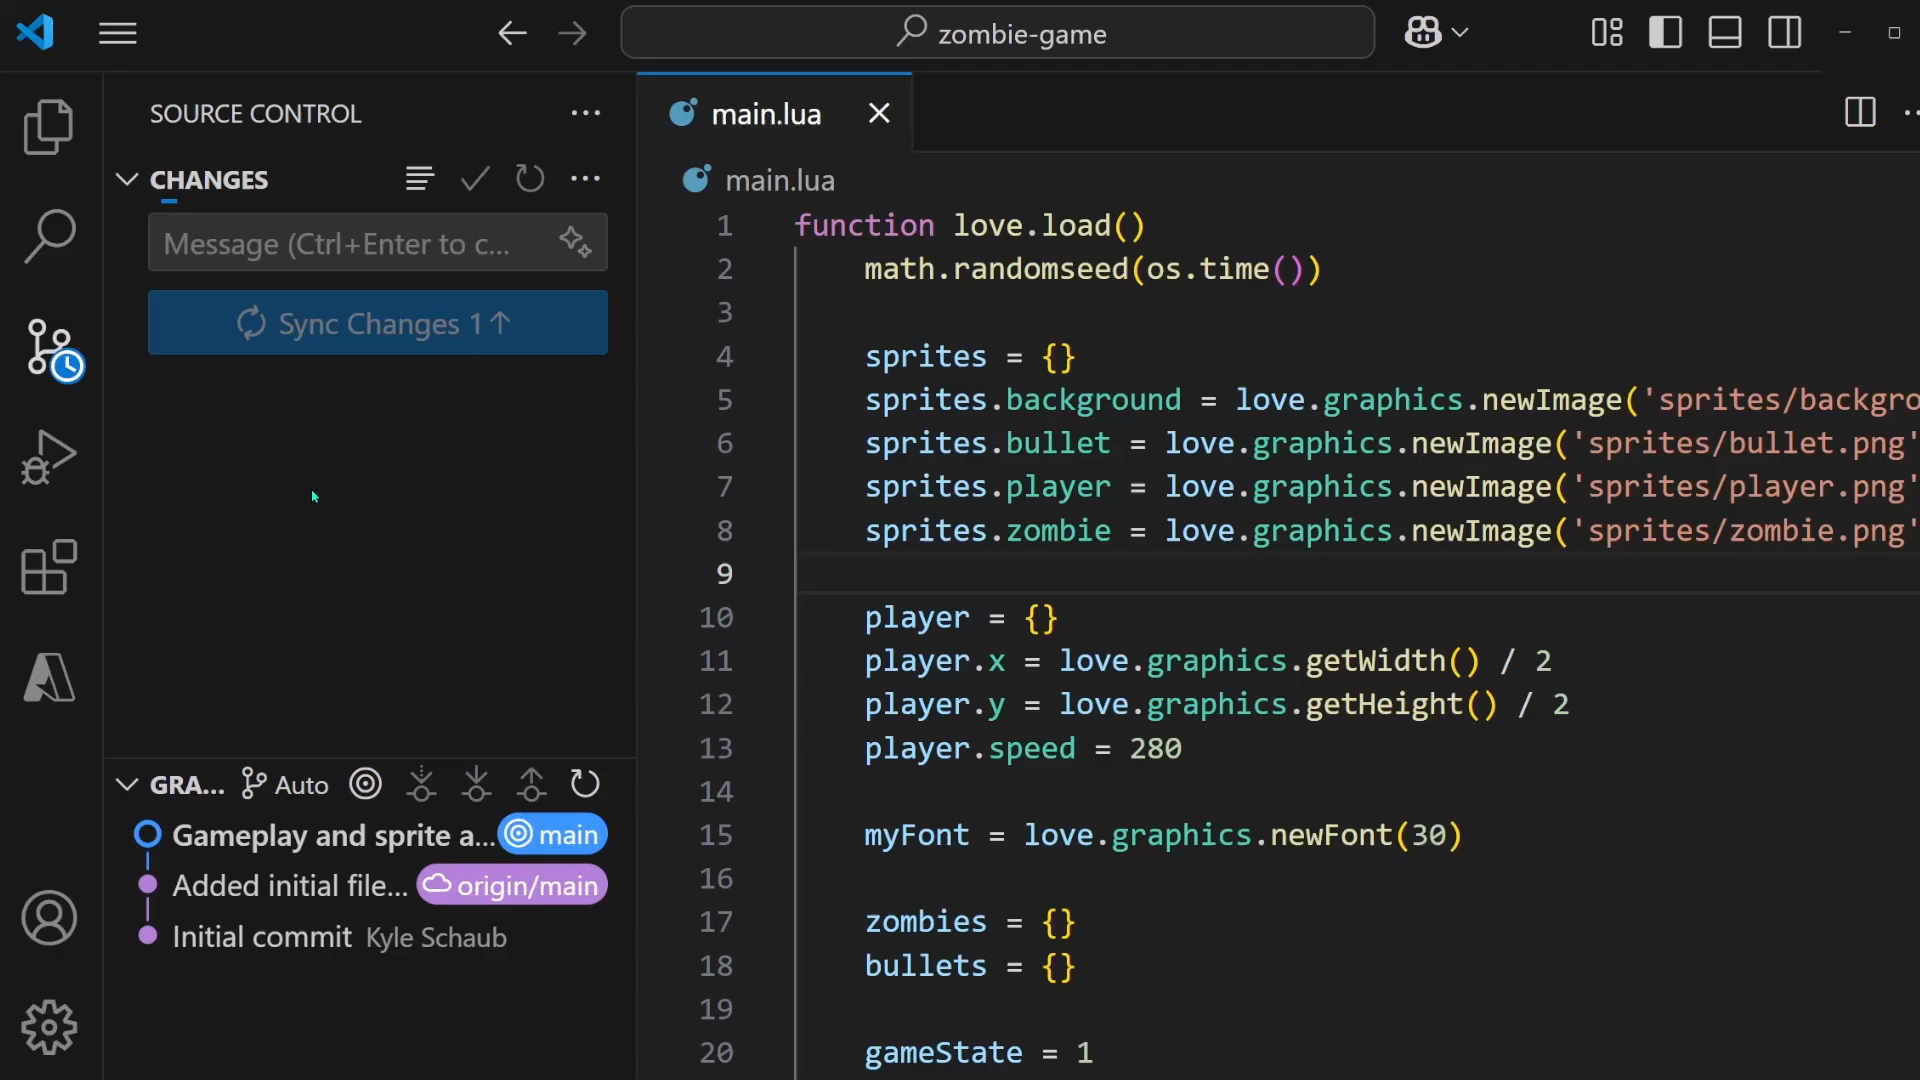 zombie-game
SOURCE CONTROL
CHANGES
Message (Ctrl+Enter to c...
Sync Changes 1↑
GRA... Auto
Gameplay and sprite a... main
Added initial file... origin/main
Initial commit Kyle Schaub
main.lua
main.lua
1 function love.load()
2 math.randomseed(os.time())
3
4 sprites = {}
5 sprites.background = love.graphics.newImage('sprites/backgro
6 sprites.bullet = love.graphics.newImage('sprites/bullet.png'
7 sprites.player = love.graphics.newImage('sprites/player.png'
8 sprites.zombie = love.graphics.newImage('sprites/zombie.png'
9
10 player = {}
11 player.x = love.graphics.getWidth() / 2
12 player.y = love.graphics.getHeight() / 2
13 player.speed = 280
14
15 myFont = love.graphics.newFont(30)
16
17 zombies = {}
18 bullets = {}
19
20 gameState = 1